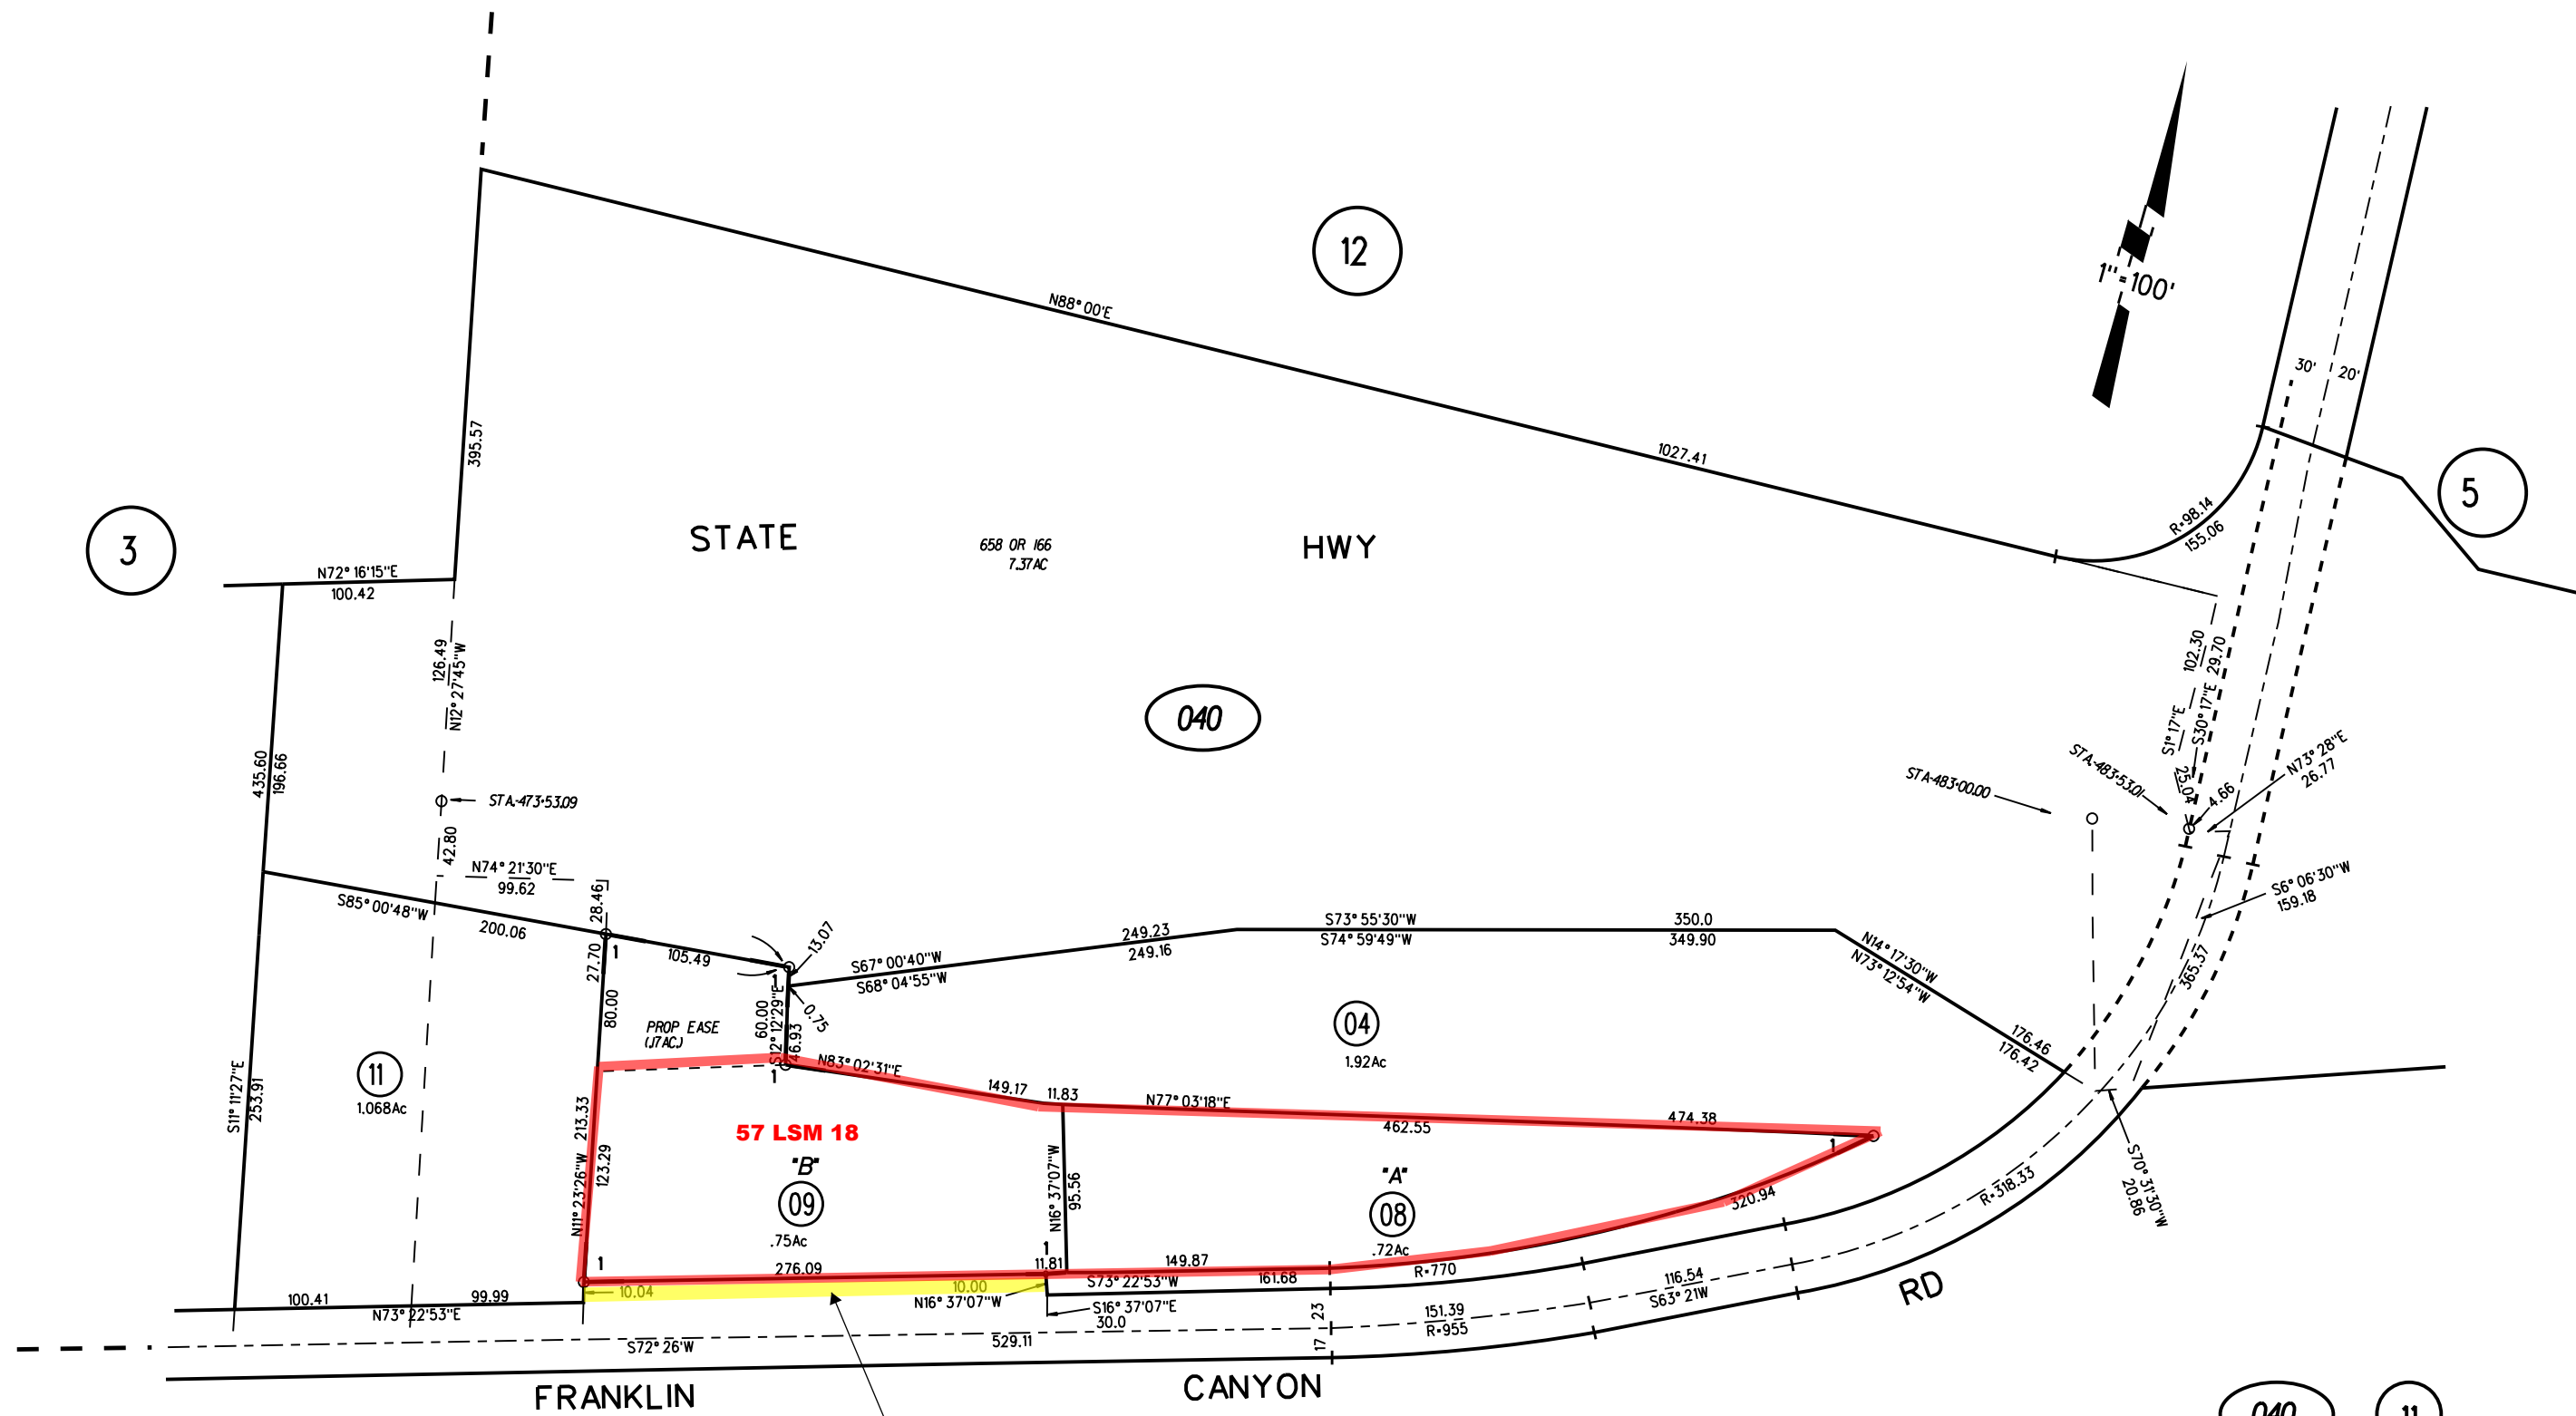 12
1"=100'
N88° 00'E
30'
20'
395.57
1027.41
5
R=98.14
155.06
3
STATE
658 OR 166
7.37AC
HWY
N72° 16'15"E
100.42
126.49
N12° 27'45"W
102.30
29.70
S1° 17"E
S30° 17"E
25.04
040
435.60
196.66
STA.-473+53.09
STA-483+00.00
STA-483+53.01
4.66
N73° 28"E
26.77
42.80
N74° 21'30"E
99.62
28.46
S85° 00'48"W
200.06
27.70
1
105.49
13.07
S6° 06'30"W
159.18
249.23
249.16
S67° 00'40"W
S68° 04'55"W
S73° 55'30"W
350.0
S74° 59'49"W
349.90
N14° 17'30"W
N73° 12'54"W
365.37
1
80.00
60.00
S12° 12'29"E
46.93
0.75
PROP EASE
(.17AC.)
04
1.92Ac
176.46
176.42
11
1.068Ac
1
N83° 02'31"E
149.17
11.83
N77° 03'18"E
474.38
462.55
1
S11° 11'27"E
253.91
N11° 23'26"W
213.33
123.29
57 LSM 18
"B"
09
.75Ac
N16° 37'07"W
95.56
"A"
08
.72Ac
320.94
R=318.33
S70° 31'30"W
20.86
1
276.09
1
11.81
149.87
S73° 22'53"W
161.68
R=770
10.04
10.00
N16° 37'07"W
S16° 37'07"E
30.0
100.41
99.99
N73° 22'53"E
23
17
151.39
R=955
116.54
S63° 21W
RD
S72° 26'W
529.11
FRANKLIN
CANYON
040
11